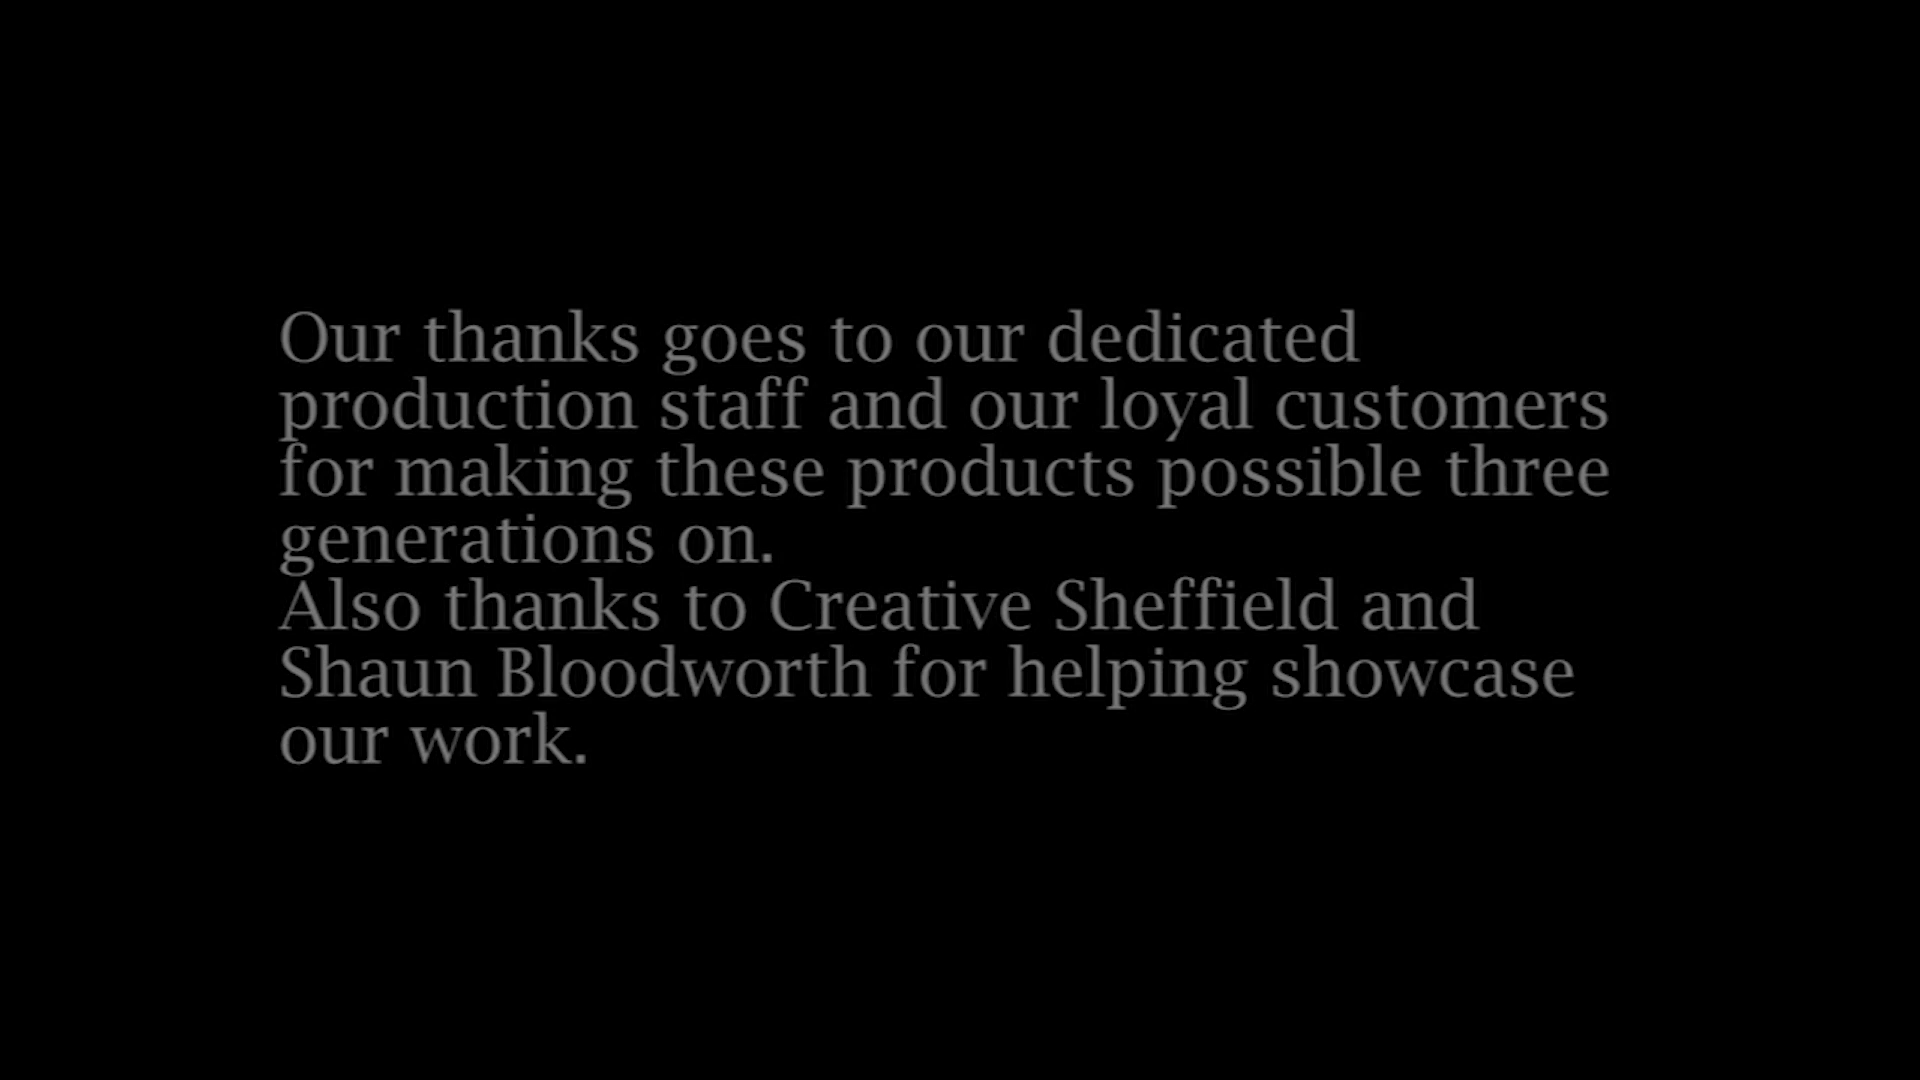 Our thanks goes to our dedicated
production staff and our loyal customers
for making these products possible three
generations on.
Also thanks to Creative Sheffield and
Shaun Bloodworth for helping showcase
our work.